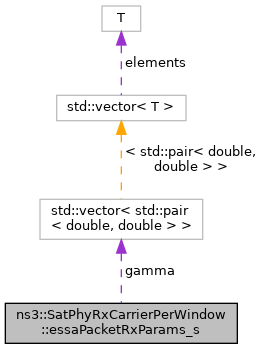 T
elements
std::vector< T >
< std::pair< double,
double > >
std::vector< std::pair
< double, double > >
gamma
ns3::SatPhyRxCarrierPerWindow
::essaPacketRxParams_s